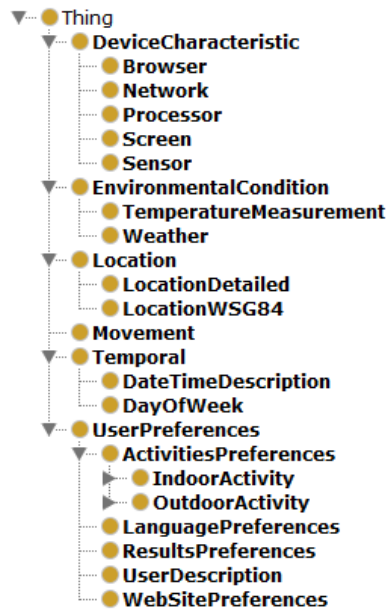 Thing
DeviceCharacteristic
Browser
Network
Processor
Screen
Sensor
EnvironmentalCondition
TemperatureMeasurement
Weather
Location
LocationDetailed
LocationWSG84
Movement
Temporal
DateTimeDescription
DayOfWeek
UserPreferences
ActivitiesPreferences
IndoorActivity
OutdoorActivity
LanguagePreferences
ResultsPreferences
UserDescription
WebSitePreferences